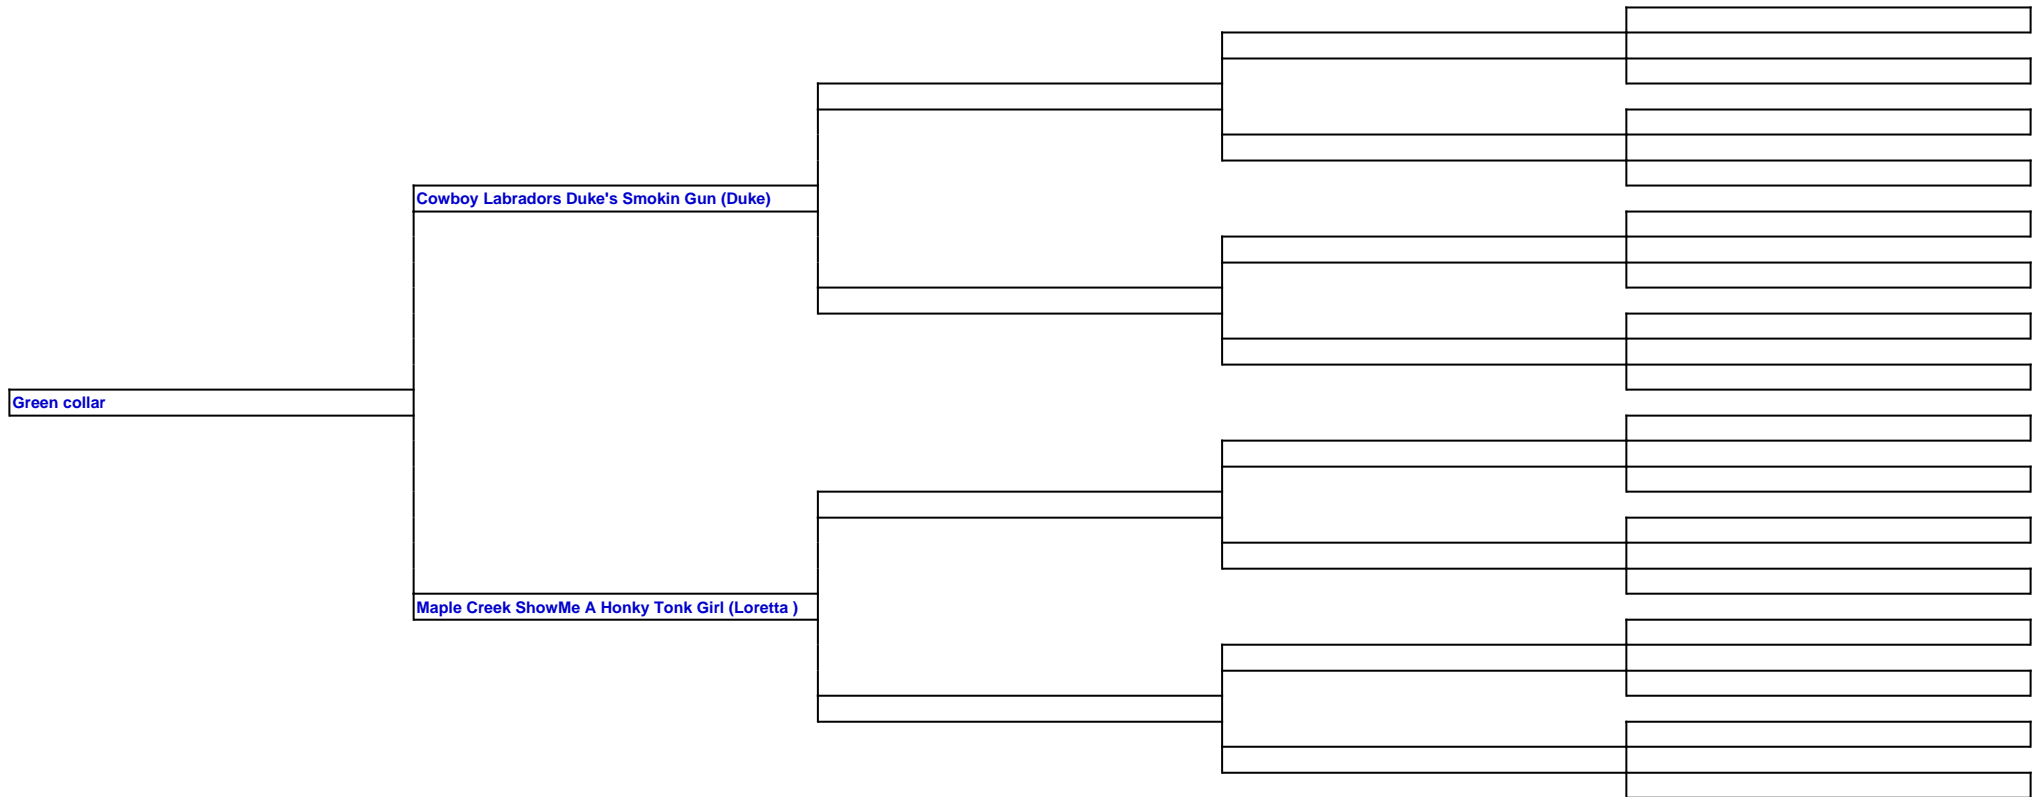 Cowboy Labradors Duke's Smokin Gun (Duke)
Green collar
Maple Creek ShowMe A Honky Tonk Girl (Loretta )